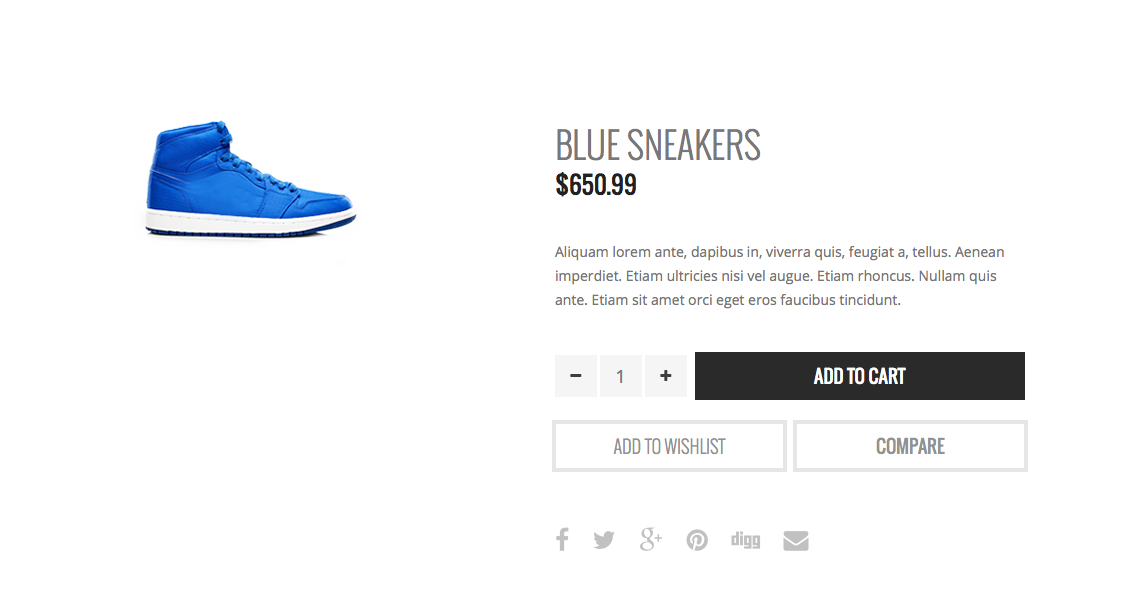 BLUE SNEAKERS
$650.99
Aliquam lorem ante, dapibus in, viverra quis, feugiat a, tellus. Aenean
imperdiet. Etiam ultricies nisi vel augue. Etiam rhoncus. Nullam quis
ante. Etiam sit amet orci eget eros faucibus tincidunt.
− 1 + ADD TO CART
ADD TO WISHLIST COMPARE
g+ digg